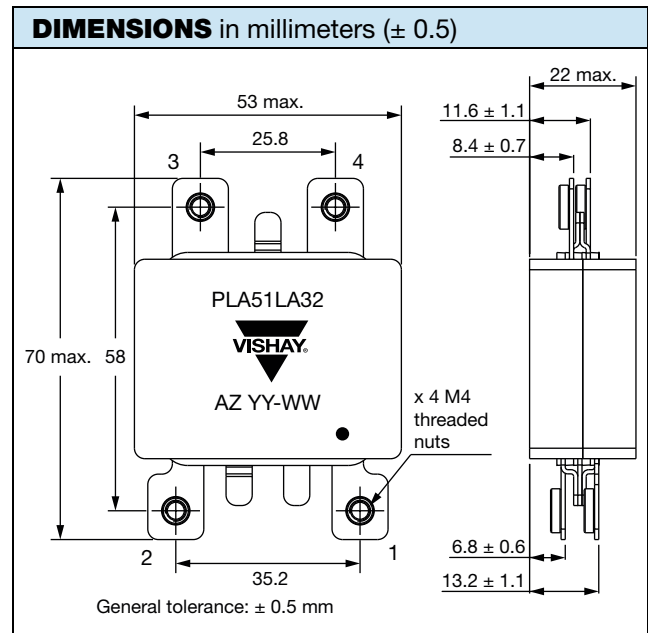 DIMENSIONS in millimeters (± 0.5)
53 max.
25.8
3
4
70 max.
58
PLA51LA32
VISHAY®
AZ YY-WW
x 4 M4
threaded
nuts
2
1
35.2
General tolerance: ± 0.5 mm
22 max.
11.6 ± 1.1
8.4 ± 0.7
6.8 ± 0.6
13.2 ± 1.1